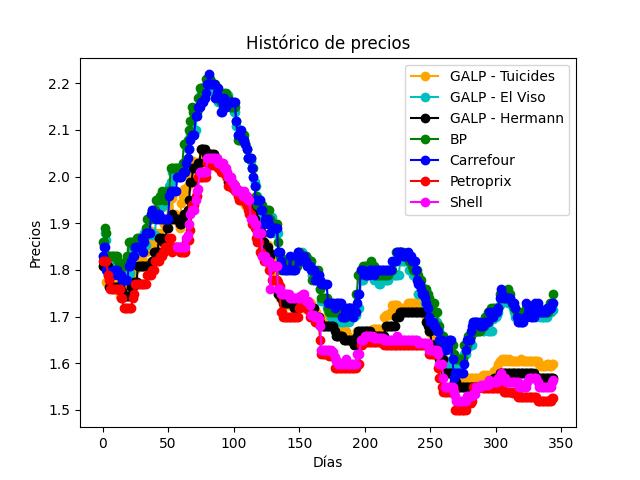 Histórico de precios
GALP - Tuicides
GALP - El Viso
GALP - Hermann
BP
Carrefour
Petroprix
Shell
Precios
2.2
2.1
2.0
1.9
1.8
1.7
1.6
1.5
0 50 100 150 200 250 300 350
Días